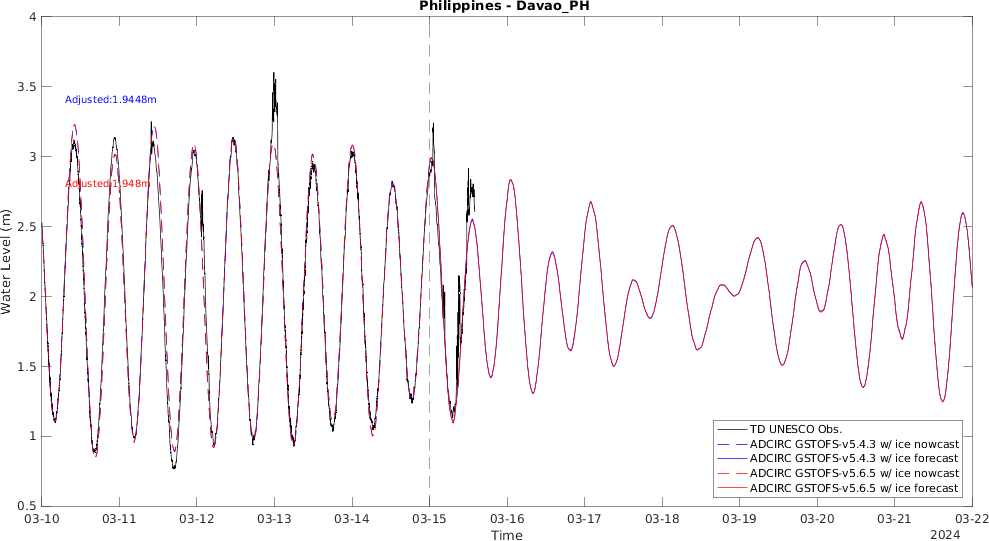 Philippines - Davao_PH
4
3.5
3
2.5
2
1.5
1
0.5
Water Level (m)
Adjusted:1.9448m
Adjusted:1.948m
TD UNESCO Obs.
ADCIRC GSTOFS-v5.4.3 w/ ice nowcast
ADCIRC GSTOFS-v5.4.3 w/ ice forecast
ADCIRC GSTOFS-v5.6.5 w/ ice nowcast
ADCIRC GSTOFS-v5.6.5 w/ ice forecast
03-10 03-11 03-12 03-13 03-14 03-15 03-16 03-17 03-18 03-19 03-20 03-21 03-22
Time
2024